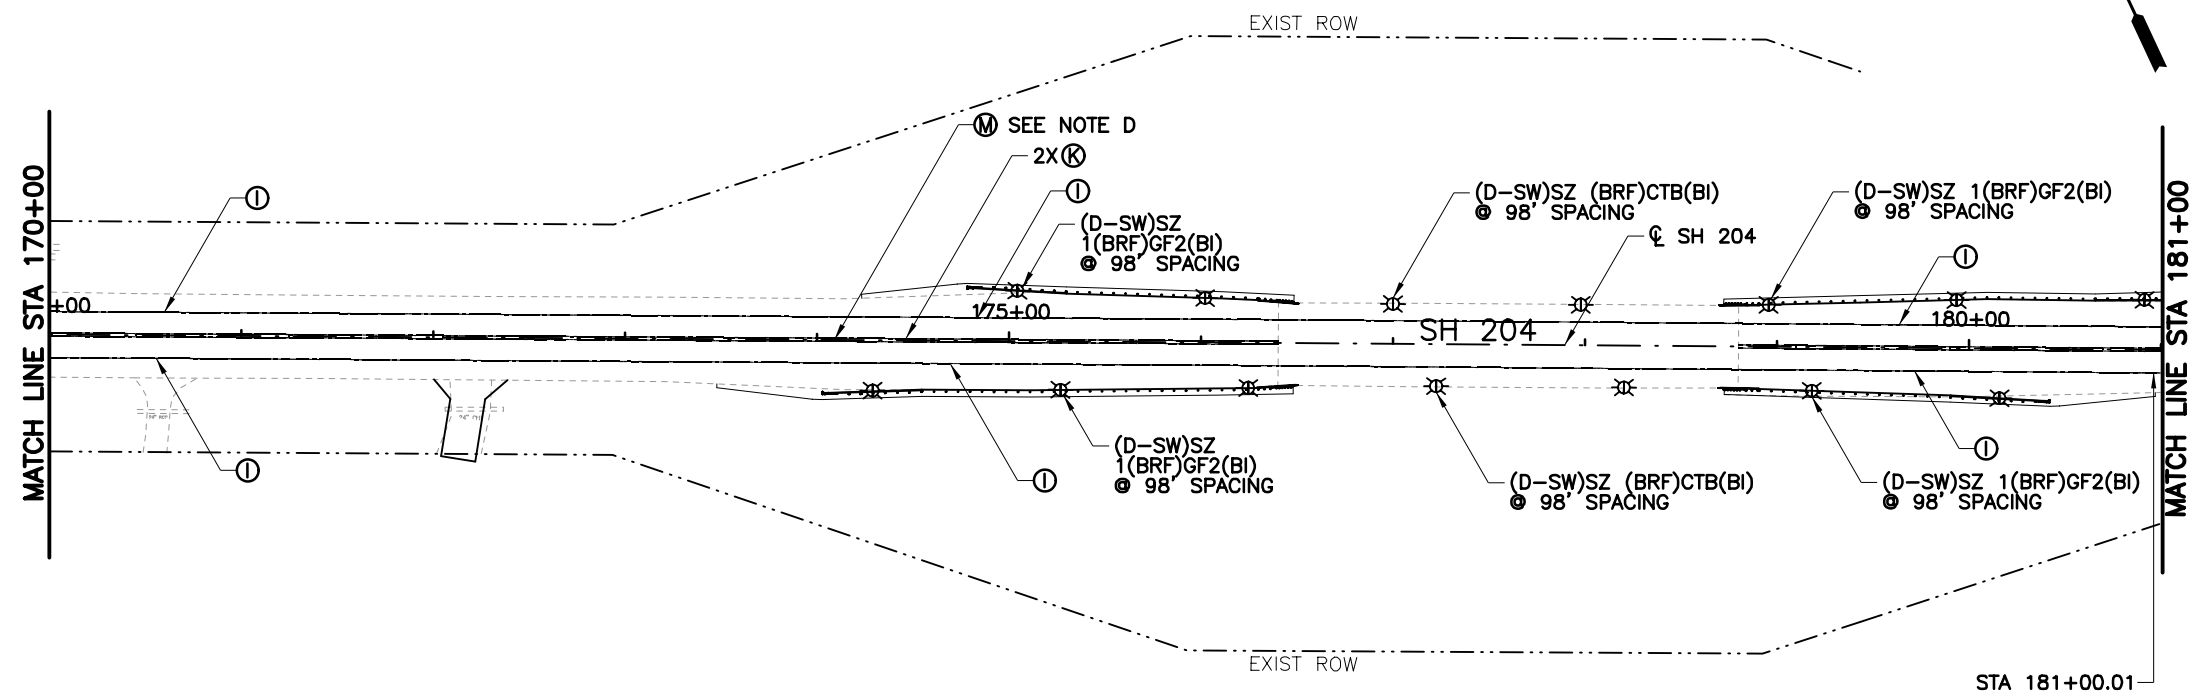 EXIST ROW
MATCH LINE STA 170+00
M SEE NOTE D
2X K
I
I
(D-SW)SZ
1(BRF)GF2(BI)
@ 98' SPACING
(D-SW)SZ (BRF)CTB(BI)
@ 98' SPACING
(D-SW)SZ 1(BRF)GF2(BI)
@ 98' SPACING
℄ SH 204
I
+00
175+00
SH 204
180+00
MATCH LINE STA 181+00
I
(D-SW)SZ
1(BRF)GF2(BI)
@ 98' SPACING
I
(D-SW)SZ (BRF)CTB(BI)
@ 98' SPACING
I
(D-SW)SZ 1(BRF)GF2(BI)
@ 98' SPACING
EXIST ROW
STA 181+00.01